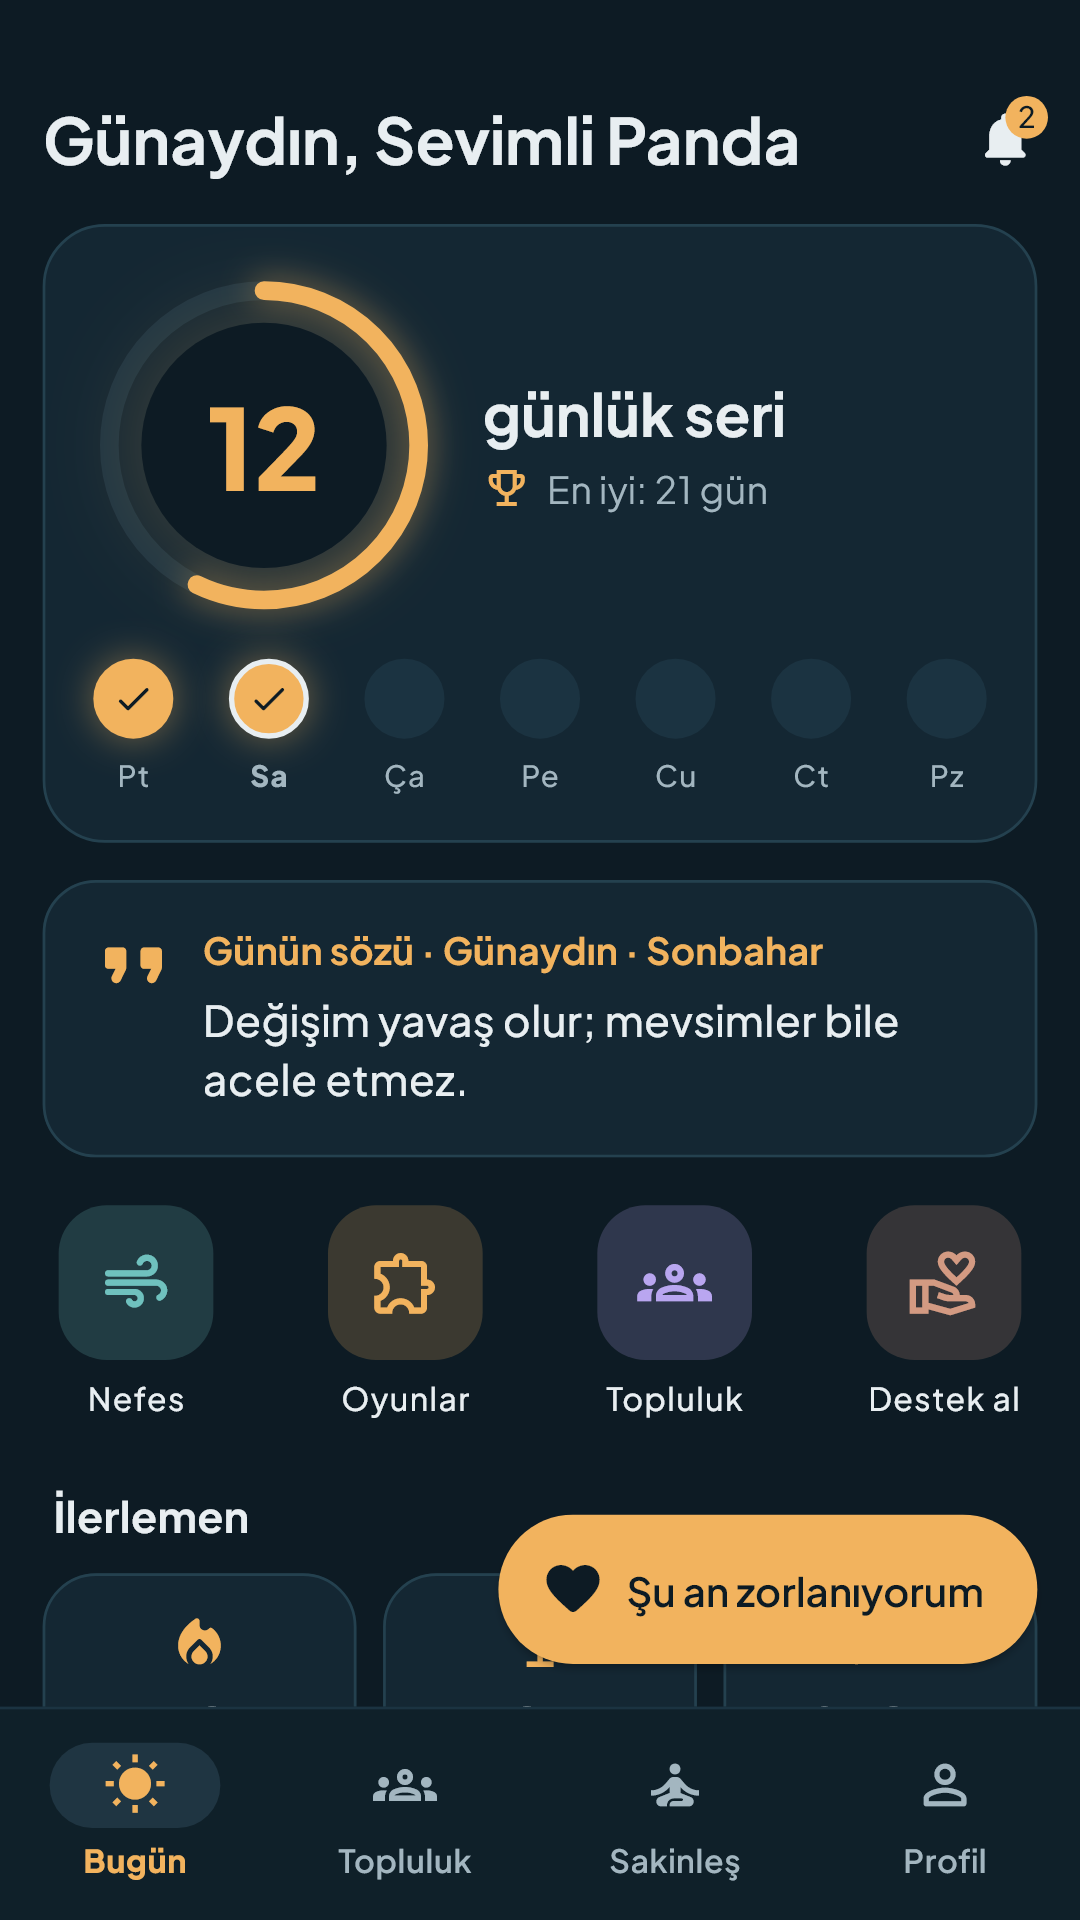 Günaydın, Sevimli Panda
2
12
günlük seri
En iyi: 21 gün
Pt
Sa
Ça
Pe
Cu
Ct
Pz
Günün sözü · Günaydın · Sonbahar
Değişim yavaş olur; mevsimler bile
acele etmez.
Nefes
Oyunlar
Topluluk
Destek al
İlerlemen
Şu an zorlanıyorum
Bugün
Topluluk
Sakinleş
Profil